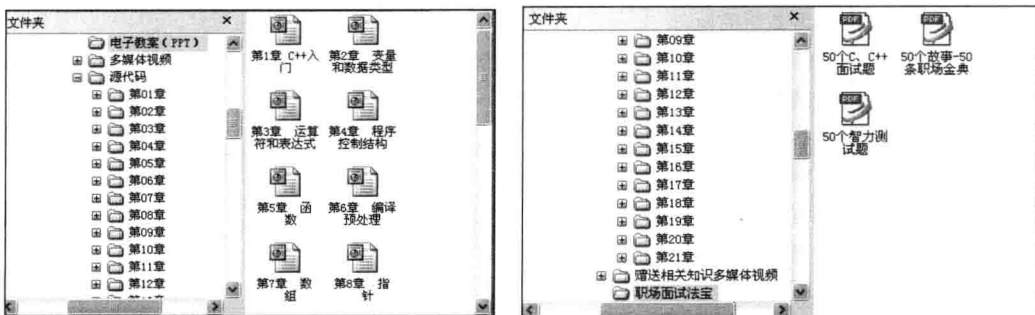 文件夹
电子教案（PPT）
多媒体视频
源代码
第01章
第02章
第03章
第04章
第05章
第06章
第07章
第08章
第09章
第10章
第11章
第12章
第1章 C++入
门
第2章 变量
和数据类型
第3章 运算
符和表达式
第4章 程序
控制结构
第5章 函
数
第6章 编译
预处理
第7章 数
组
第8章 指
针
文件夹
第09章
第10章
第11章
第12章
第13章
第14章
第15章
第16章
第17章
第18章
第19章
第20章
第21章
赠送相关知识多媒体视频
职场面试法宝
PDF
50个C、C++
面试题
PDF
50个故事-50
条职场金典
PDF
50个智力测
试题